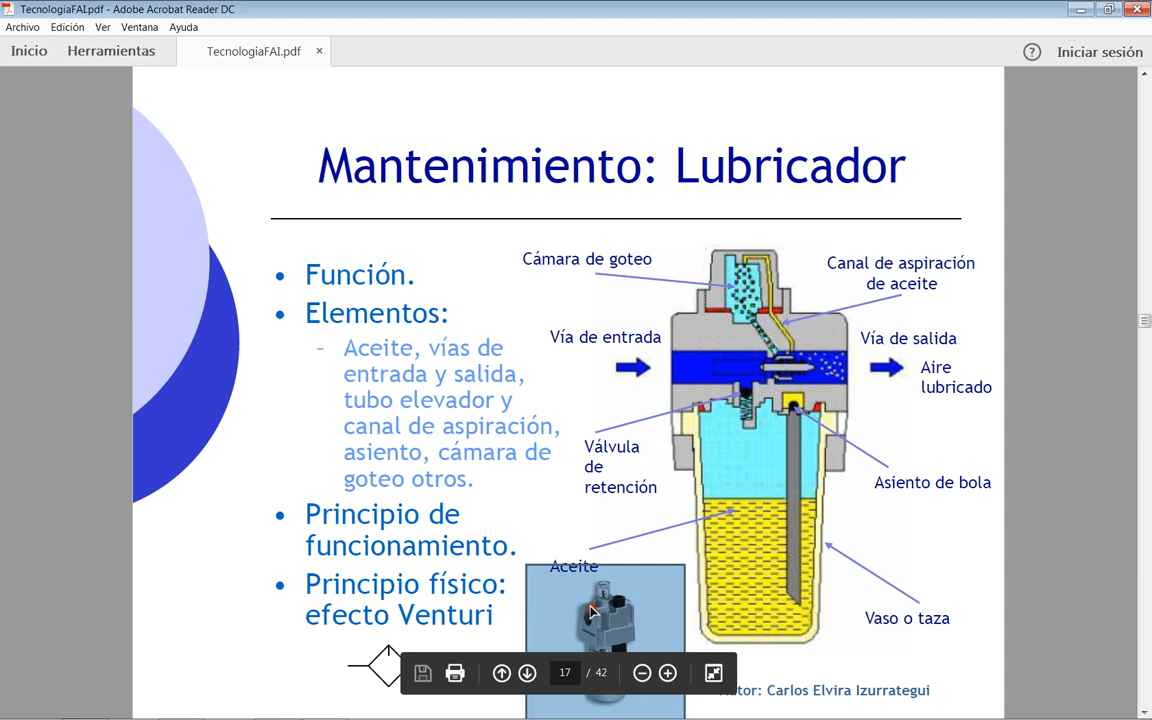 TecnologiaFAI.pdf - Adobe Acrobat Reader DC
Archivo Edición Ver Ventana Ayuda
Inicio Herramientas TecnologiaFAI.pdf × ? Iniciar sesión
Mantenimiento: Lubricador
• Función.
• Elementos:
– Aceite, vías de
entrada y salida,
tubo elevador y
canal de aspiración,
asiento, cámara de
goteo otros.
• Principio de
funcionamiento.
• Principio físico:
efecto Venturi
Cámara de goteo
Canal de aspiración
de aceite
Vía de entrada
Vía de salida
Aire
lubricado
Válvula
de
retención
Asiento de bola
Aceite
Vaso o taza
17 / 42
Carlos Elvira Izurrategui